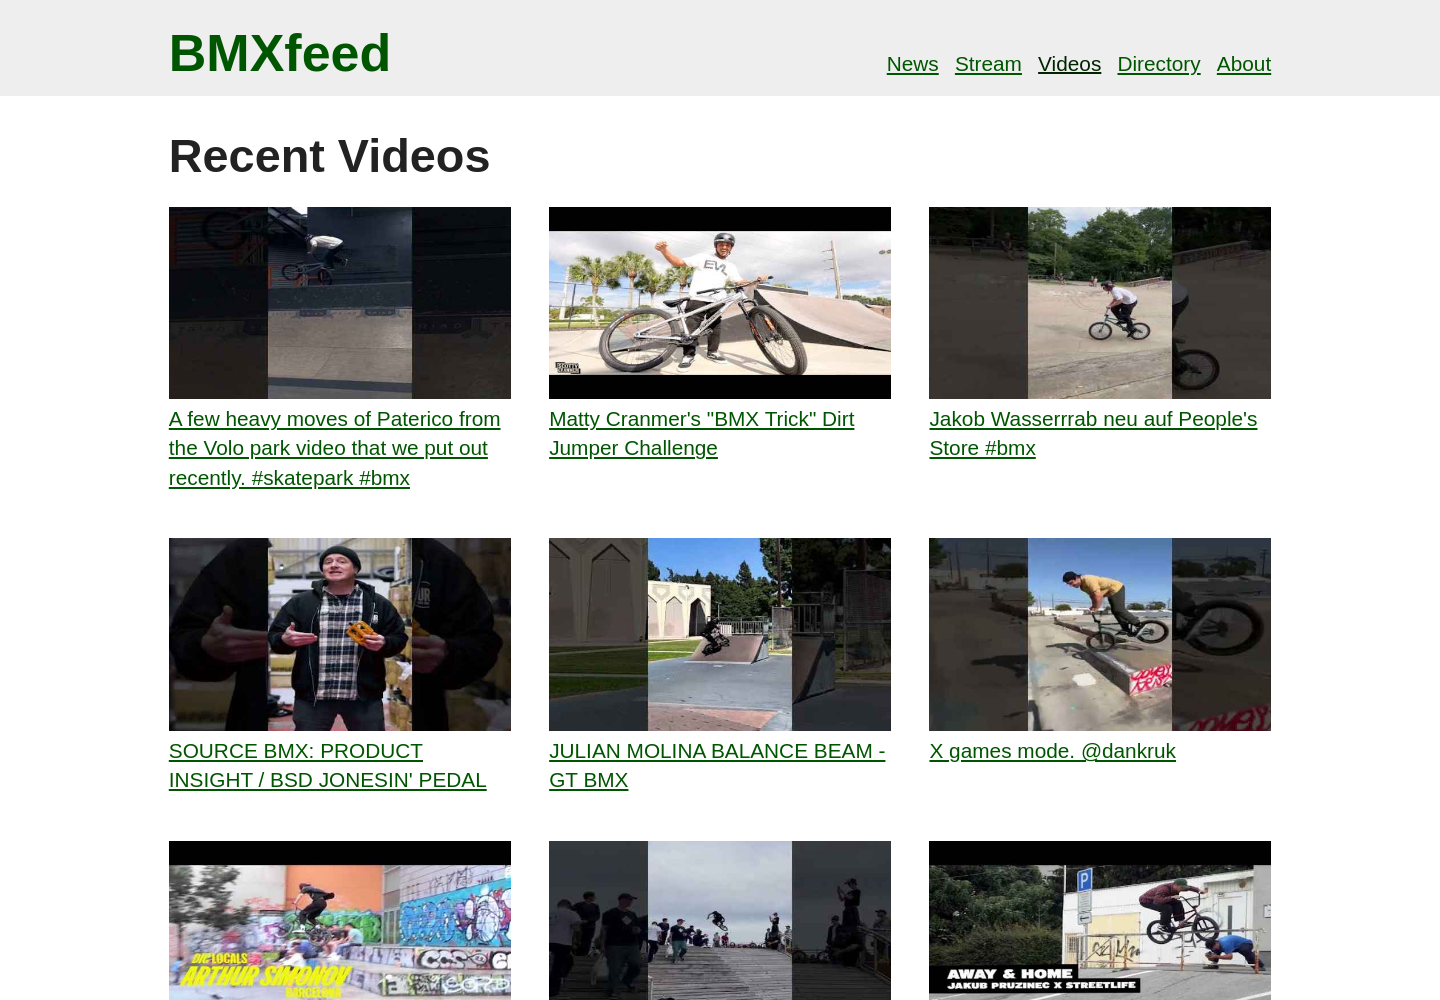 BMXfeed
News Stream Videos Directory About
Recent Videos
A few heavy moves of Paterico from
the Volo park video that we put out
recently. #skatepark #bmx
Matty Cranmer's "BMX Trick" Dirt
Jumper Challenge
Jakob Wasserrrab neu auf People's
Store #bmx
SOURCE BMX: PRODUCT
INSIGHT / BSD JONESIN' PEDAL
JULIAN MOLINA BALANCE BEAM -
GT BMX
X games mode. @dankruk
DIG LOCALS
ARTHUR SIMONOV
BARCELONA
AWAY & HOME
JAKUB PRUZINEC X STREETLIFE